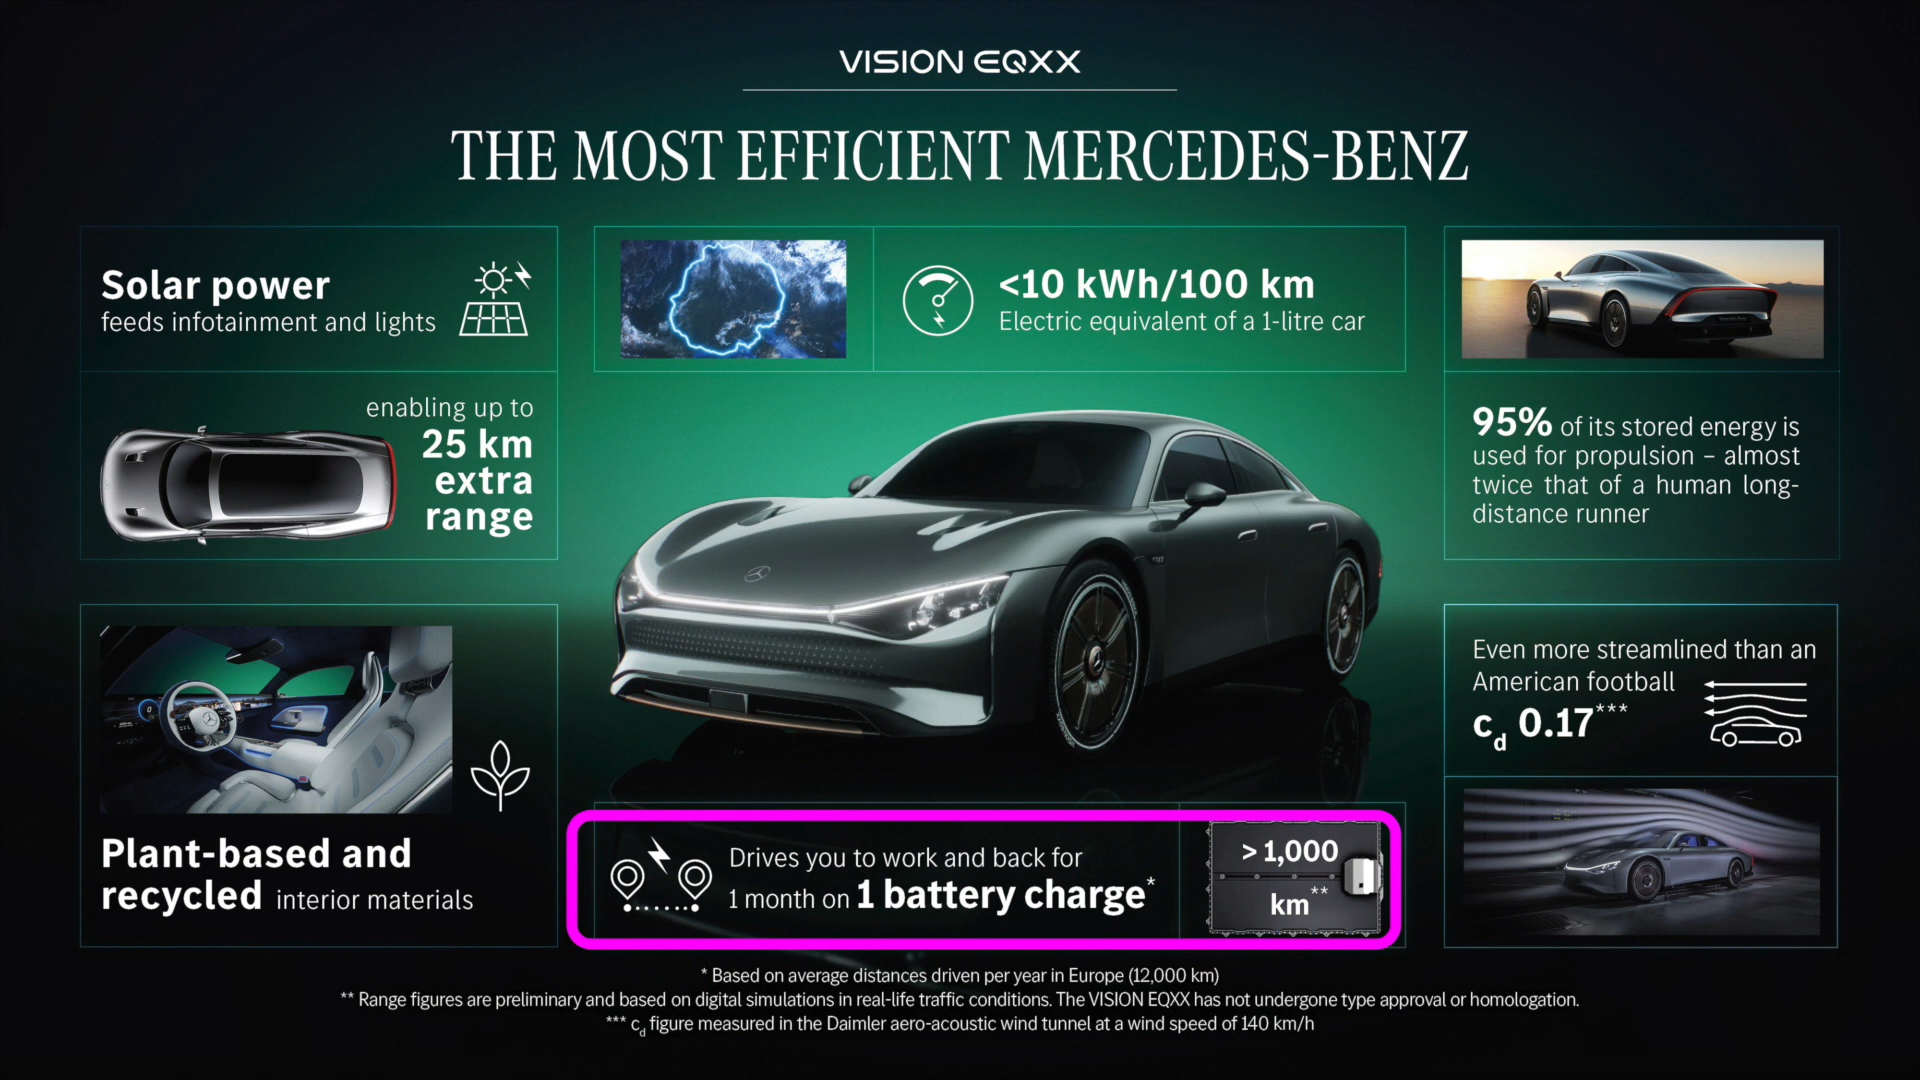 VISION EQXX
THE MOST EFFICIENT MERCEDES-BENZ
Solar power
feeds infotainment and lights
enabling up to
25 km
extra
range
<10 kWh/100 km
Electric equivalent of a 1-litre car
95% of its stored energy is
used for propulsion – almost
twice that of a human long-
distance runner
Plant-based and
recycled interior materials
Drives you to work and back for
1 month on 1 battery charge*
> 1,000
km**
Even more streamlined than an
American football
cd 0.17***
* Based on average distances driven per year in Europe (12,000 km)
** Range figures are preliminary and based on digital simulations in real-life traffic conditions. The VISION EQXX has not undergone type approval or homologation.
*** cd figure measured in the Daimler aero-acoustic wind tunnel at a wind speed of 140 km/h